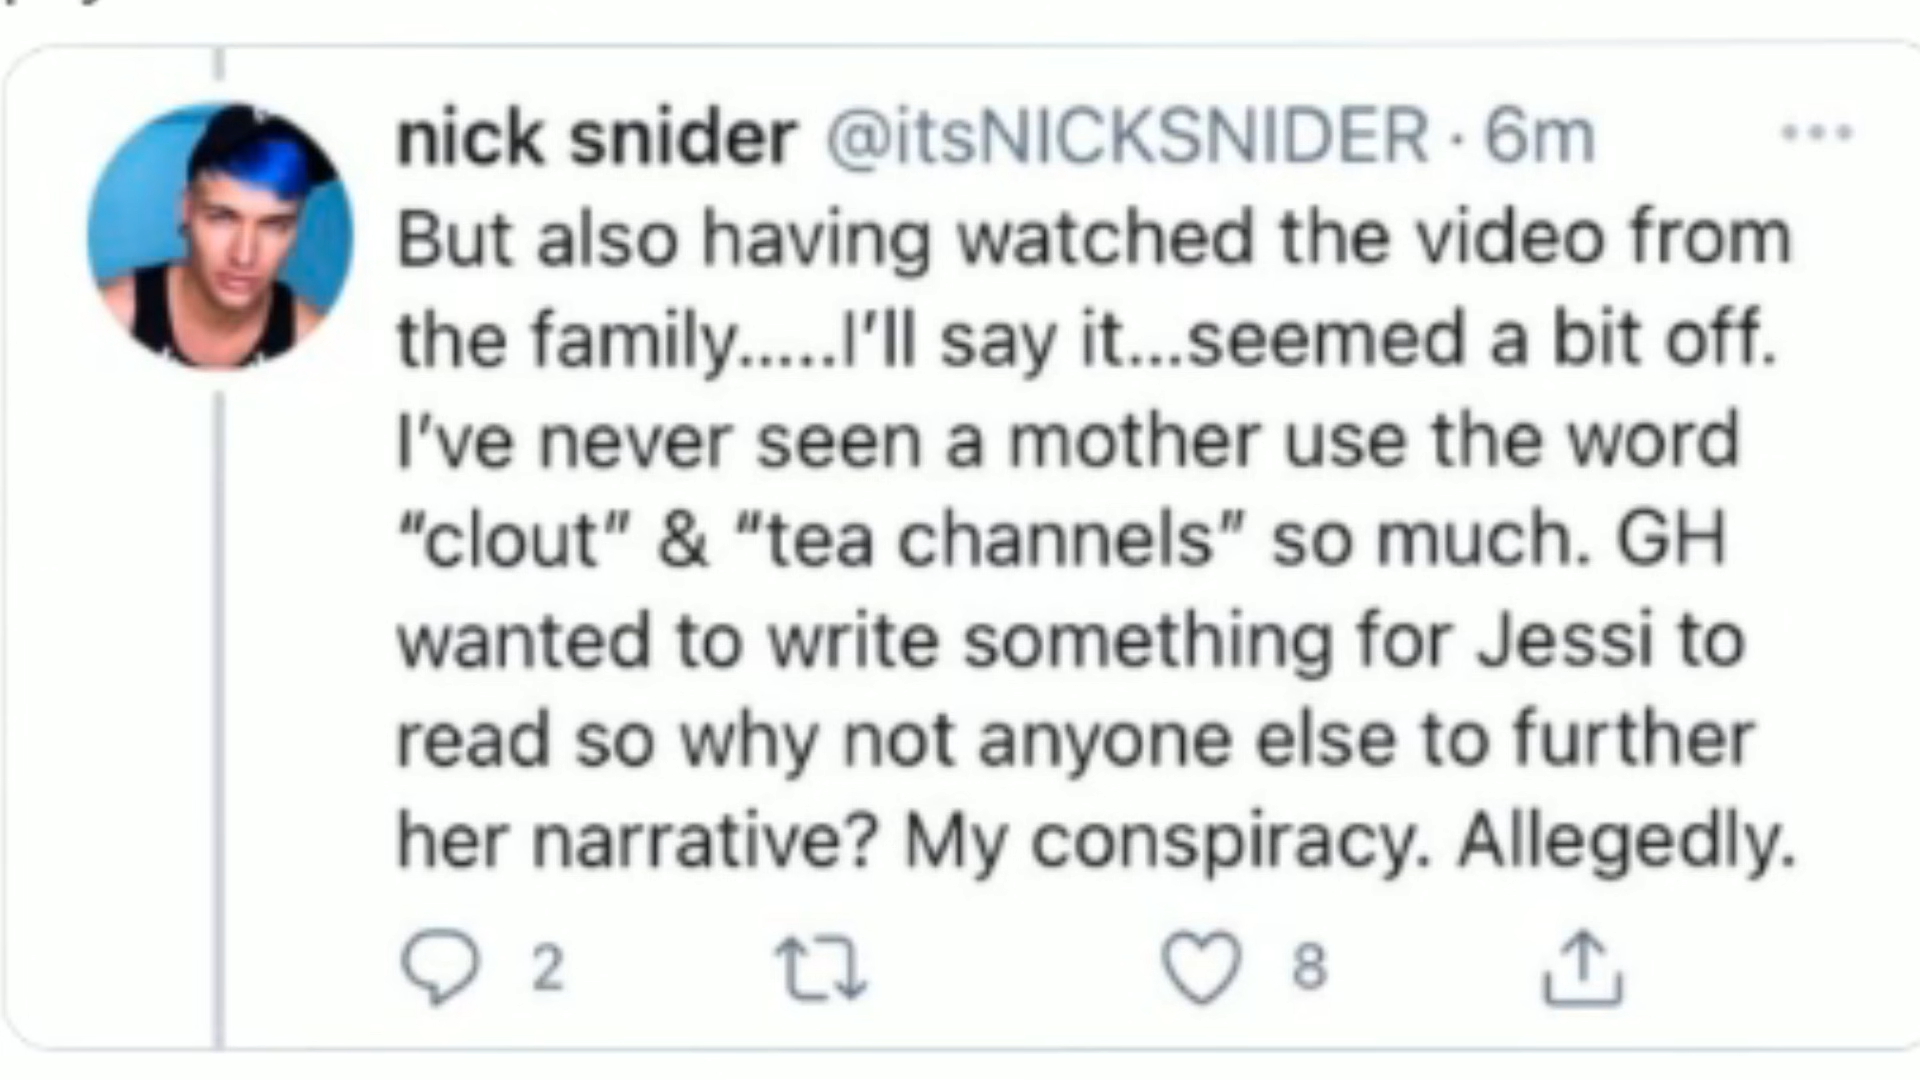 nick snider @itsNICKSNIDER · 6m
But also having watched the video from
the family.....I’ll say it...seemed a bit off.
I’ve never seen a mother use the word
“clout” & “tea channels” so much. GH
wanted to write something for Jessi to
read so why not anyone else to further
her narrative? My conspiracy. Allegedly.
2 8